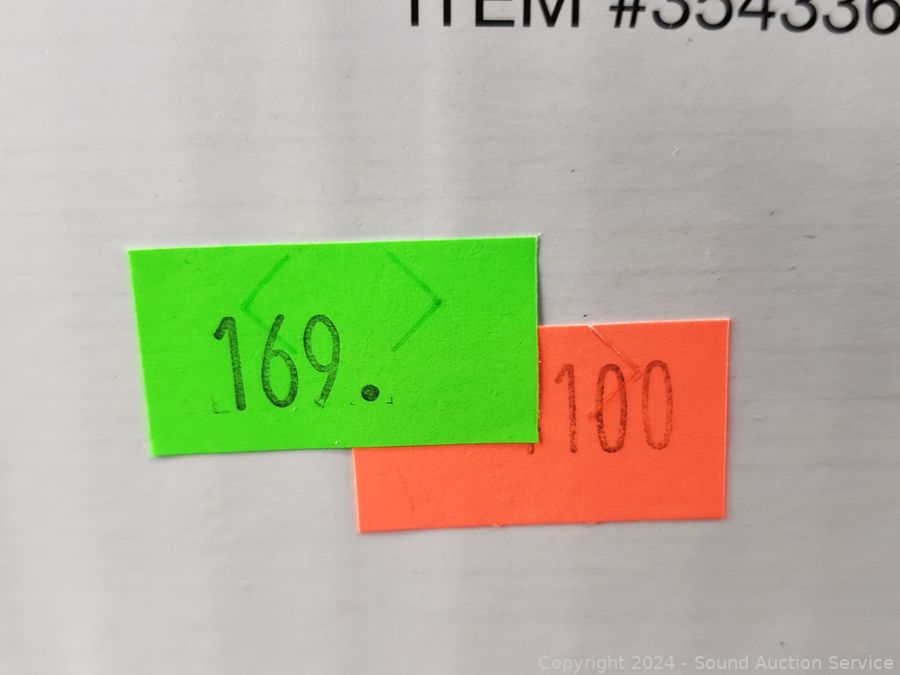 ITEM #354336
169.
100
Copyright 2024 - Sound Auction Service